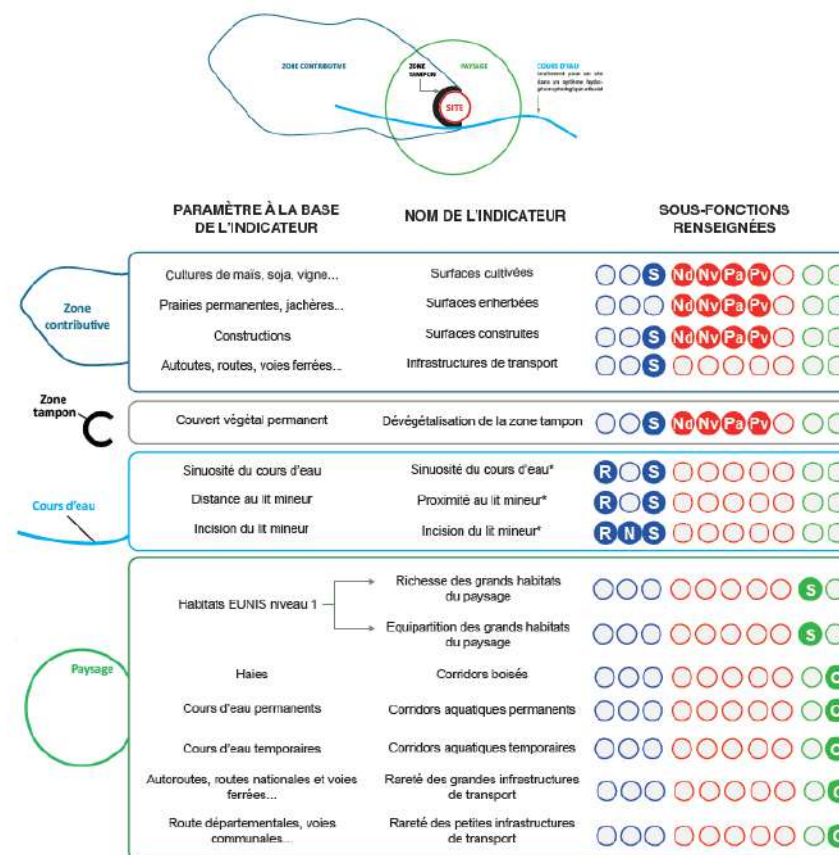 ZONE CONTRIBUTIVE
ZONE
TAMPON
PAYSAGE
COURS D'EAU
SITE
PARAMÈTRE À LA BASE
DE L'INDICATEUR
NOM DE L'INDICATEUR
SOUS-FONCTIONS
RENSEIGNÉES
Zone
contributive
Cultures de maïs, soja, vigne... Surfaces cultivées S Nd Nv Pa Pv
Prairies permanentes, jachères... Surfaces enherbées Nd Nv Pa Pv
Constructions Surfaces construites S Nd Nv Pa Pv
Autoutes, routes, voies ferrées... Infrastructures de transport S
Zone
tampon
Couvert végétal permanent Dévégétalisation de la zone tampon S Nd Nv Pa Pv
Cours d'eau
Sinuosité du cours d'eau Sinuosité du cours d'eau* R S
Distance au lit mineur Proximité au lit mineur* R S
Incision du lit mineur Incision du lit mineur* R N S
Paysage
Habitats EUNIS niveau 1
Richesse des grands habitats
du paysage
S
Equipartition des grands habitats
du paysage
S
Haies Corridors boisés C
Cours d'eau permanents Corridors aquatiques permanents C
Cours d'eau temporaires Corridors aquatiques temporaires C
Autoroutes, routes nationales et voies
ferrées...
Rareté des grandes infrastructures
de transport
C
Route départementales, voies
communales...
Rareté des petites infrastructures
de transport
C